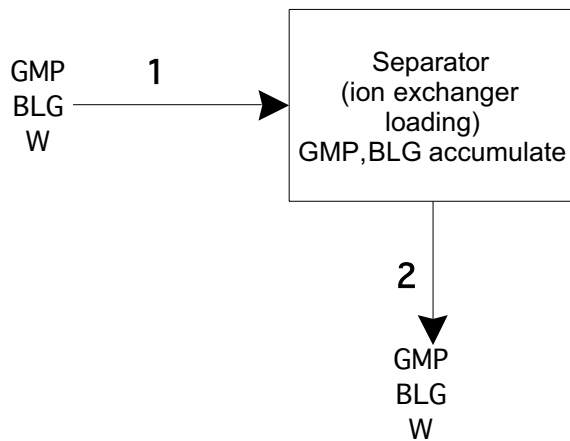 GMP
BLG
W
1
Separator
(ion exchanger
loading)
GMP,BLG accumulate
2
GMP
BLG
W